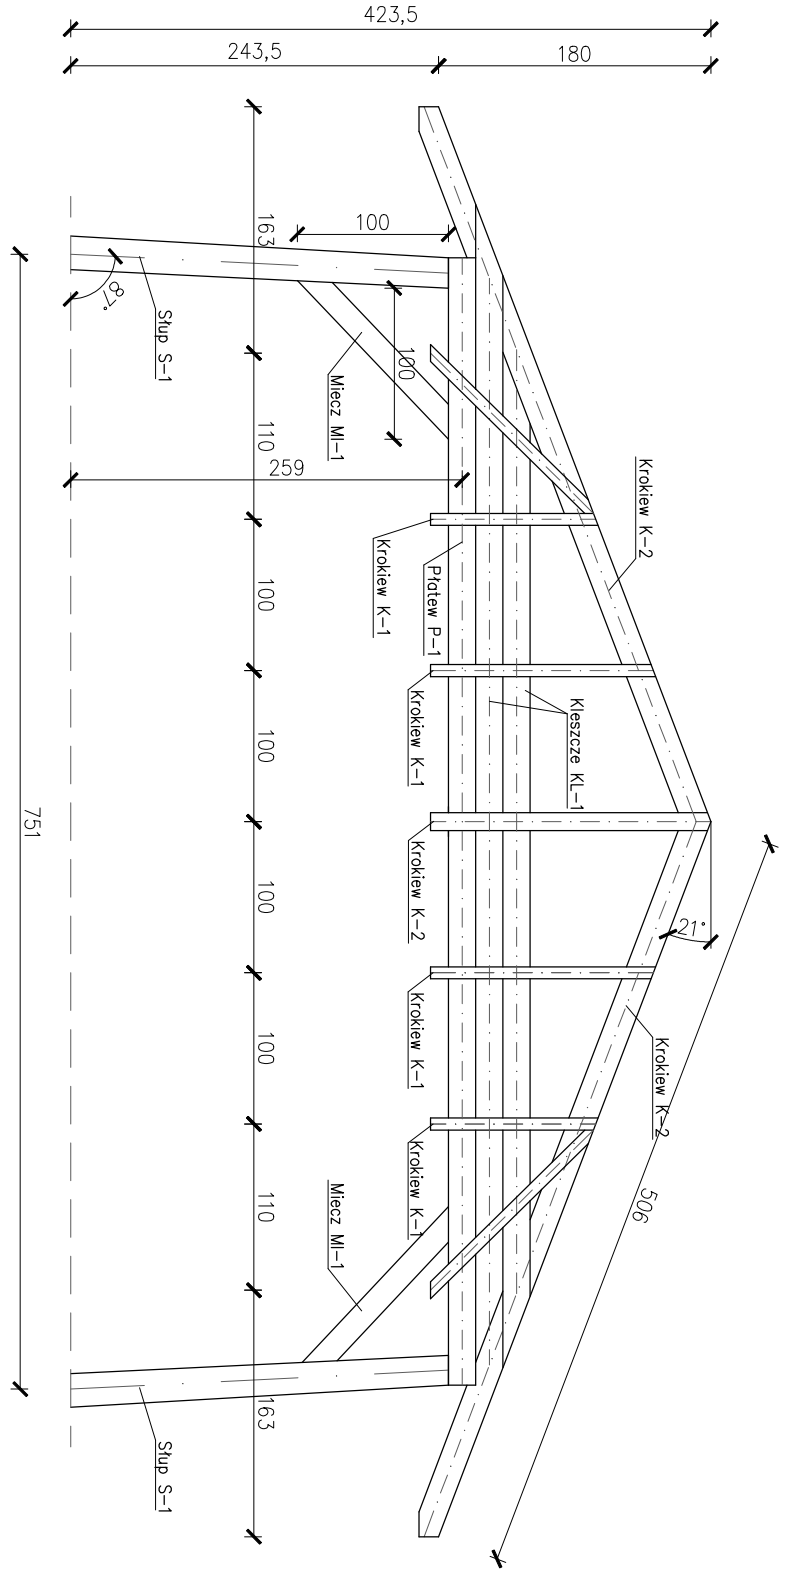 423,5
243,5
180
163
100
87°
Słup S-1
100
Miecz MI-1
110
259
Krokiew K-2
Krokiew K-1
Płatew P-1
100
Krokiew K-1
Kleszcze KL-1
100
751
Krokiew K-2
21°
100
Krokiew K-1
100
Krokiew K-2
Krokiew K-1
110
Miecz MI-1
506
163
Słup S-1